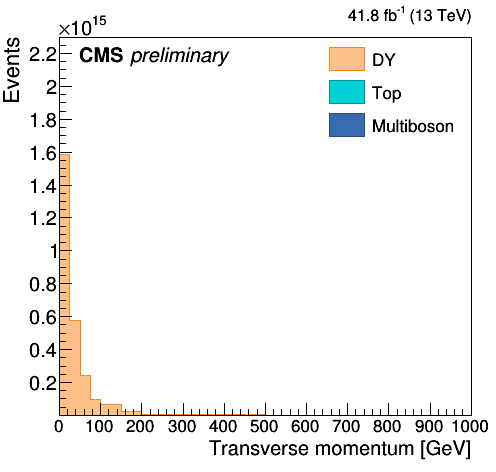 41.8 fb⁻¹ (13 TeV)
×10¹⁵
Events
CMS preliminary
DY
Top
Multiboson
2.2
2
1.8
1.6
1.4
1.2
1
0.8
0.6
0.4
0.2
0 100 200 300 400 500 600 700 800 900 1000
Transverse momentum [GeV]